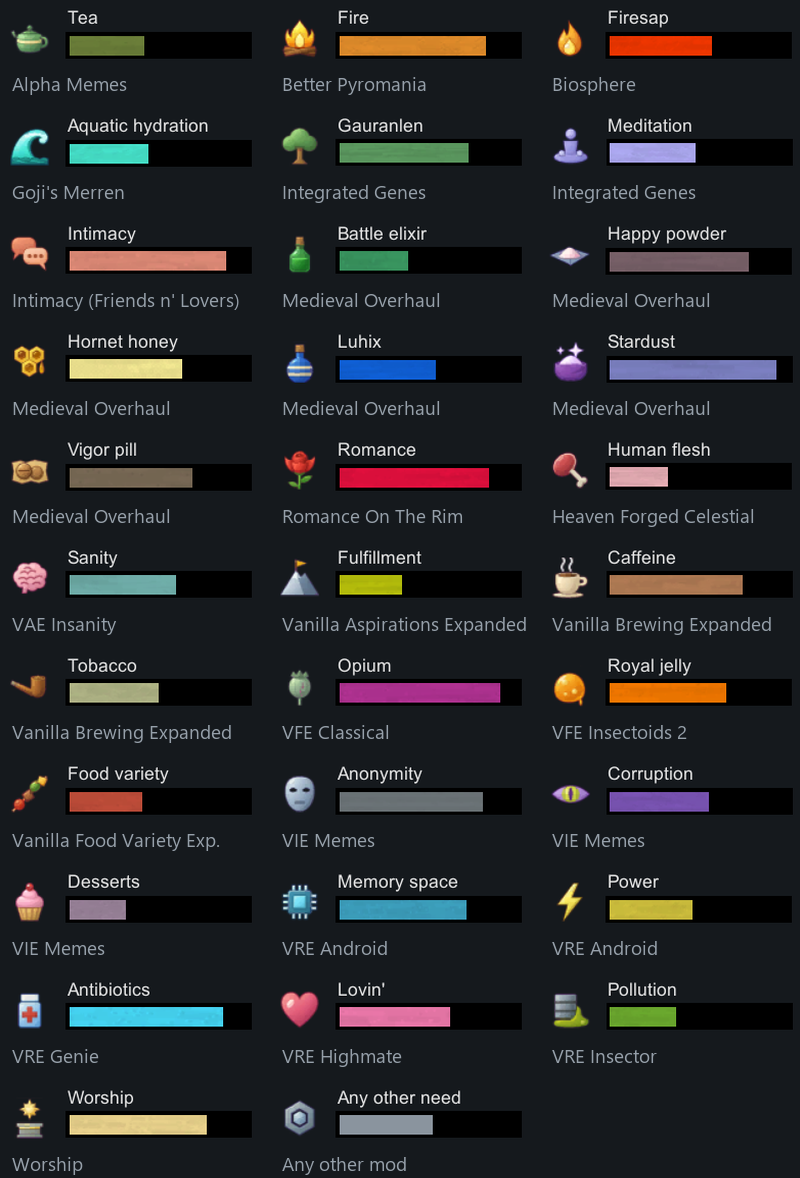 Tea
Fire
Firesap
Alpha Memes
Better Pyromania
Biosphere
Aquatic hydration
Gauranlen
Meditation
Goji's Merren
Integrated Genes
Integrated Genes
Intimacy
Battle elixir
Happy powder
Intimacy (Friends n' Lovers)
Medieval Overhaul
Medieval Overhaul
Hornet honey
Luhix
Stardust
Medieval Overhaul
Medieval Overhaul
Medieval Overhaul
Vigor pill
Romance
Human flesh
Medieval Overhaul
Romance On The Rim
Heaven Forged Celestial
Sanity
Fulfillment
Caffeine
VAE Insanity
Vanilla Aspirations Expanded
Vanilla Brewing Expanded
Tobacco
Opium
Royal jelly
Vanilla Brewing Expanded
VFE Classical
VFE Insectoids 2
Food variety
Anonymity
Corruption
Vanilla Food Variety Exp.
VIE Memes
VIE Memes
Desserts
Memory space
Power
VIE Memes
VRE Android
VRE Android
Antibiotics
Lovin'
Pollution
VRE Genie
VRE Highmate
VRE Insector
Worship
Any other need
Worship
Any other mod